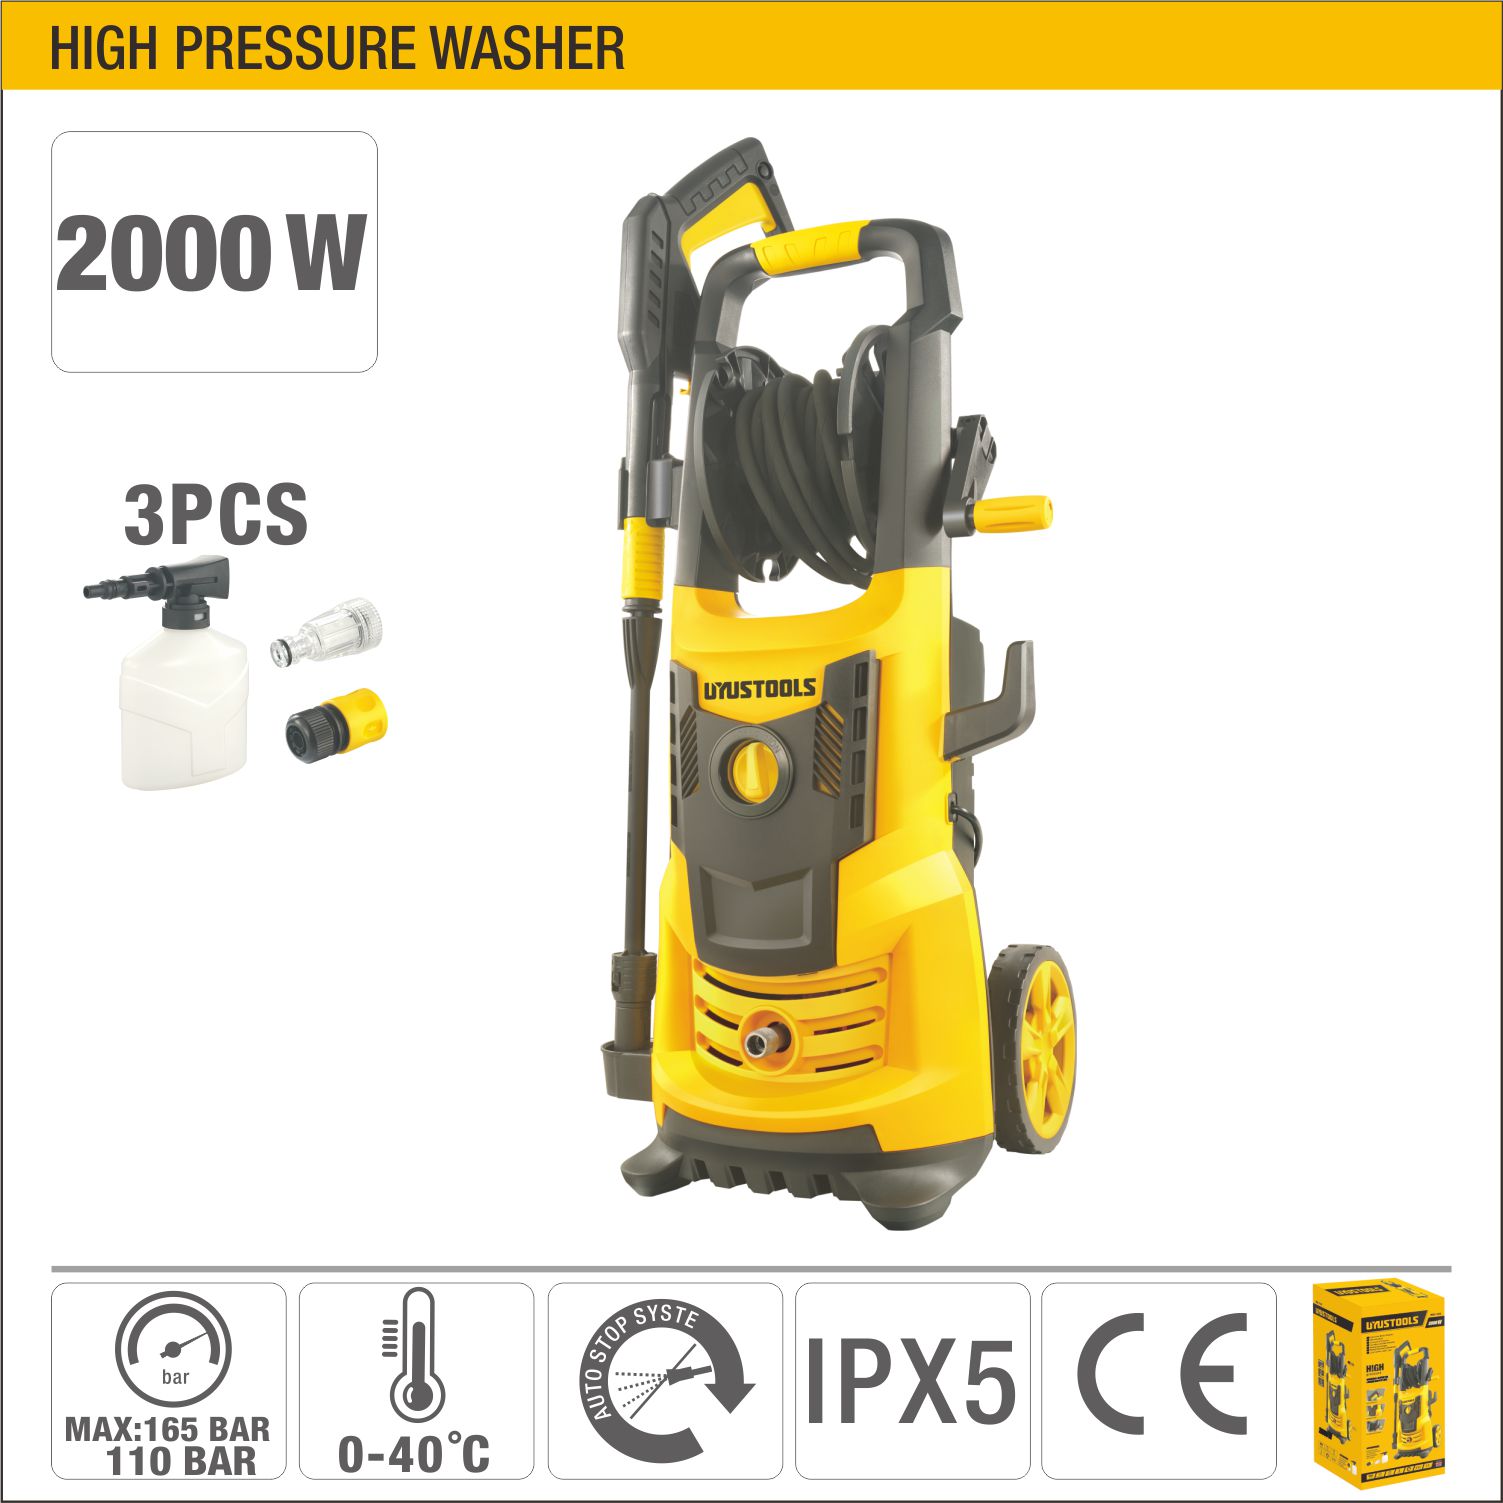 HIGH PRESSURE WASHER
2000 W
3PCS
UYUSTOOLS
bar
MAX:165 BAR
110 BAR
0-40°C
AUTO STOP SYSTE
IPX5
CE
UYUSTOOLS
2000 W
HIGH